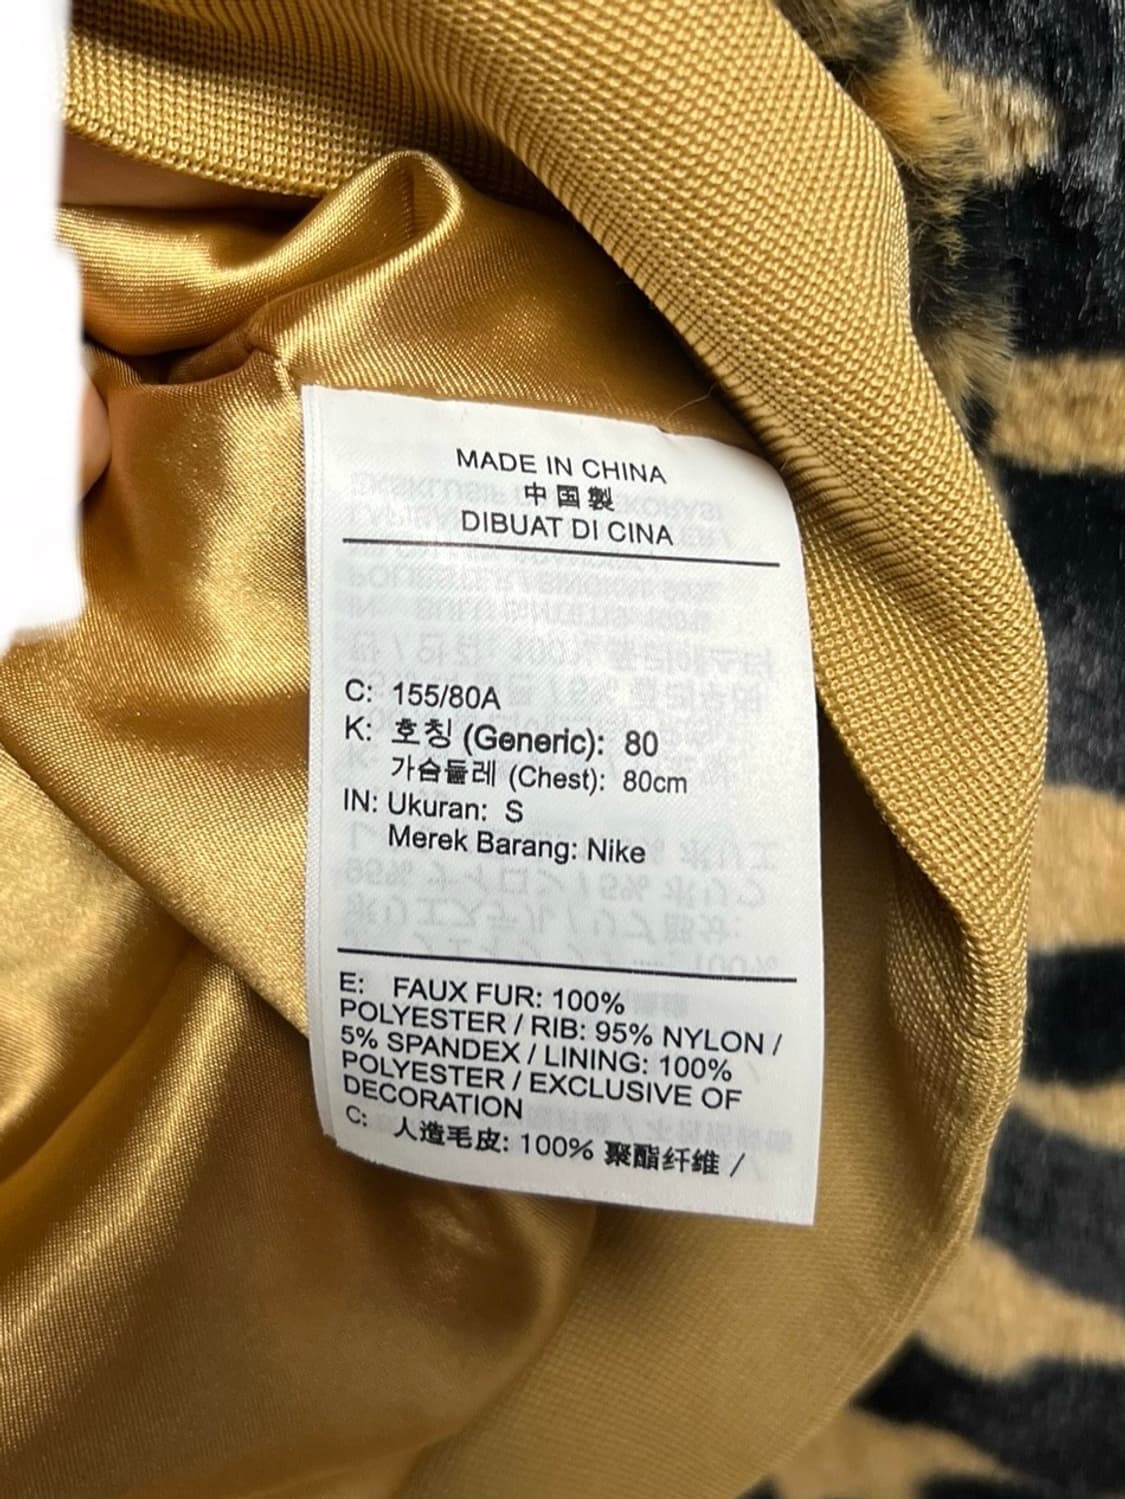 MADE IN CHINA
中国製
DIBUAT DI CINA
C: 155/80A
K: 호칭 (Generic): 80
가슴둘레 (Chest): 80cm
IN: Ukuran: S
Merek Barang: Nike
E: FAUX FUR: 100%
POLYESTER / RIB: 95% NYLON /
5% SPANDEX / LINING: 100%
POLYESTER / EXCLUSIVE OF
DECORATION
C: 人造毛皮: 100% 聚酯纤维 /